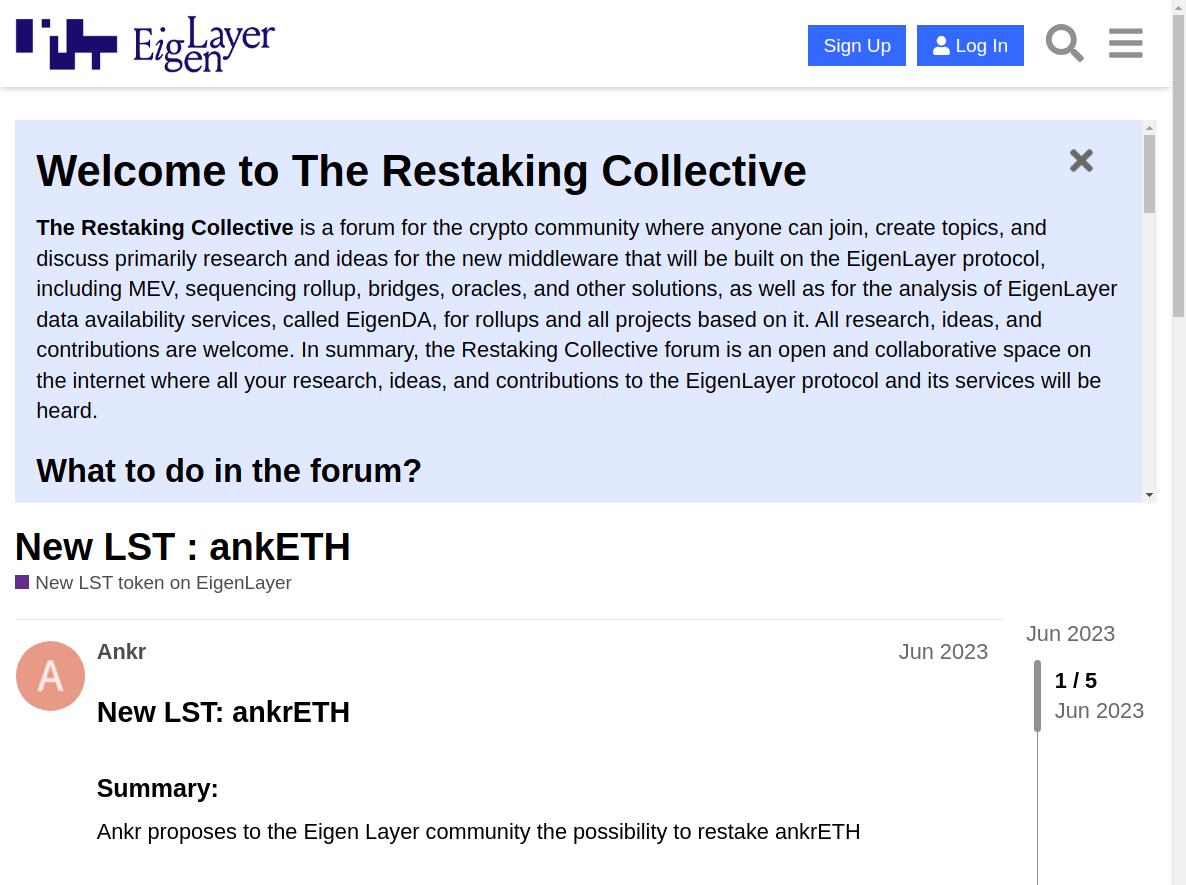 EigenLayer
Sign Up
Log In
Welcome to The Restaking Collective
The Restaking Collective is a forum for the crypto community where anyone can join, create topics, and
discuss primarily research and ideas for the new middleware that will be built on the EigenLayer protocol,
including MEV, sequencing rollup, bridges, oracles, and other solutions, as well as for the analysis of EigenLayer
data availability services, called EigenDA, for rollups and all projects based on it. All research, ideas, and
contributions are welcome. In summary, the Restaking Collective forum is an open and collaborative space on
the internet where all your research, ideas, and contributions to the EigenLayer protocol and its services will be
heard.
What to do in the forum?
New LST : ankETH
New LST token on EigenLayer
A
Ankr
Jun 2023
Jun 2023
1 / 5
Jun 2023
New LST: ankrETH
Summary:
Ankr proposes to the Eigen Layer community the possibility to restake ankrETH